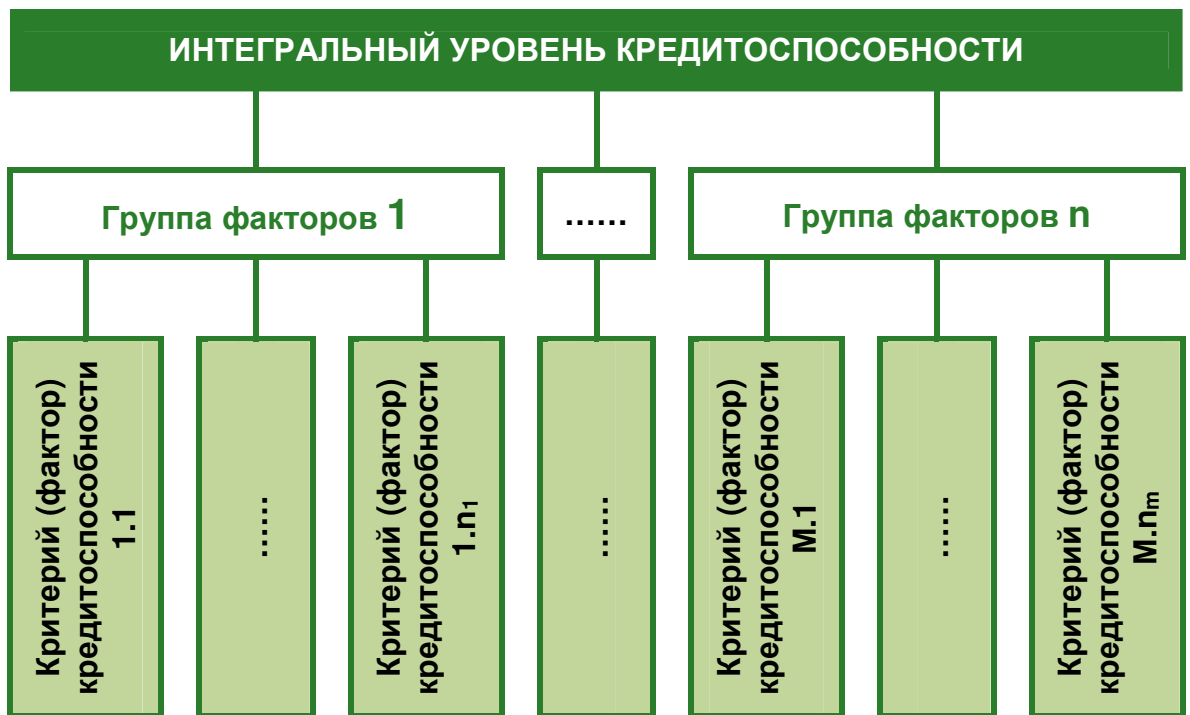 ИНТЕГРАЛЬНЫЙ УРОВЕНЬ КРЕДИТОСПОСОБНОСТИ
Группа факторов 1
......
Группа факторов n
Критерий (фактор)
кредитоспособности
1.1
......
Критерий (фактор)
кредитоспособности
1.n₁
......
Критерий (фактор)
кредитоспособности
М.1
......
Критерий (фактор)
кредитоспособности
М.nₘ